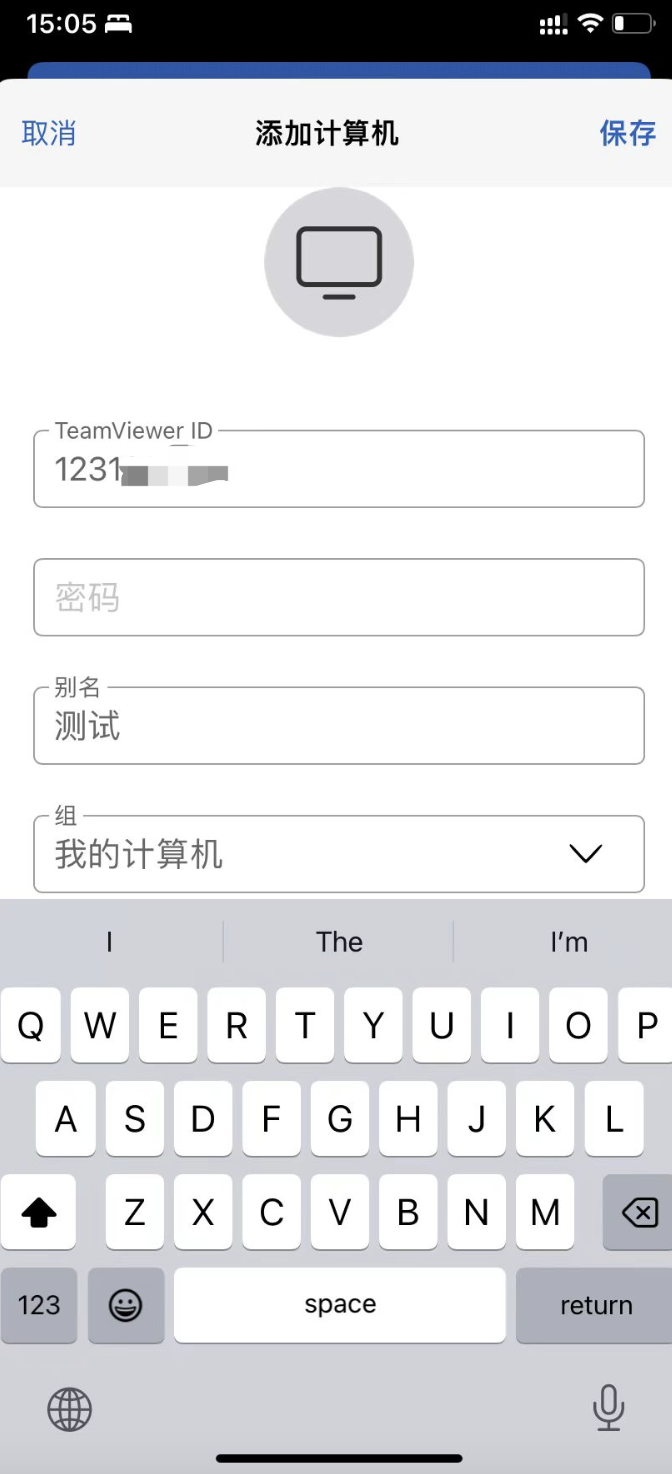 15:05
取消 添加计算机 保存
TeamViewer ID
1231
密码
别名
测试
组
我的计算机
I The I'm
Q W E R T Y U I O P
A S D F G H J K L
Z X C V B N M
123 space return